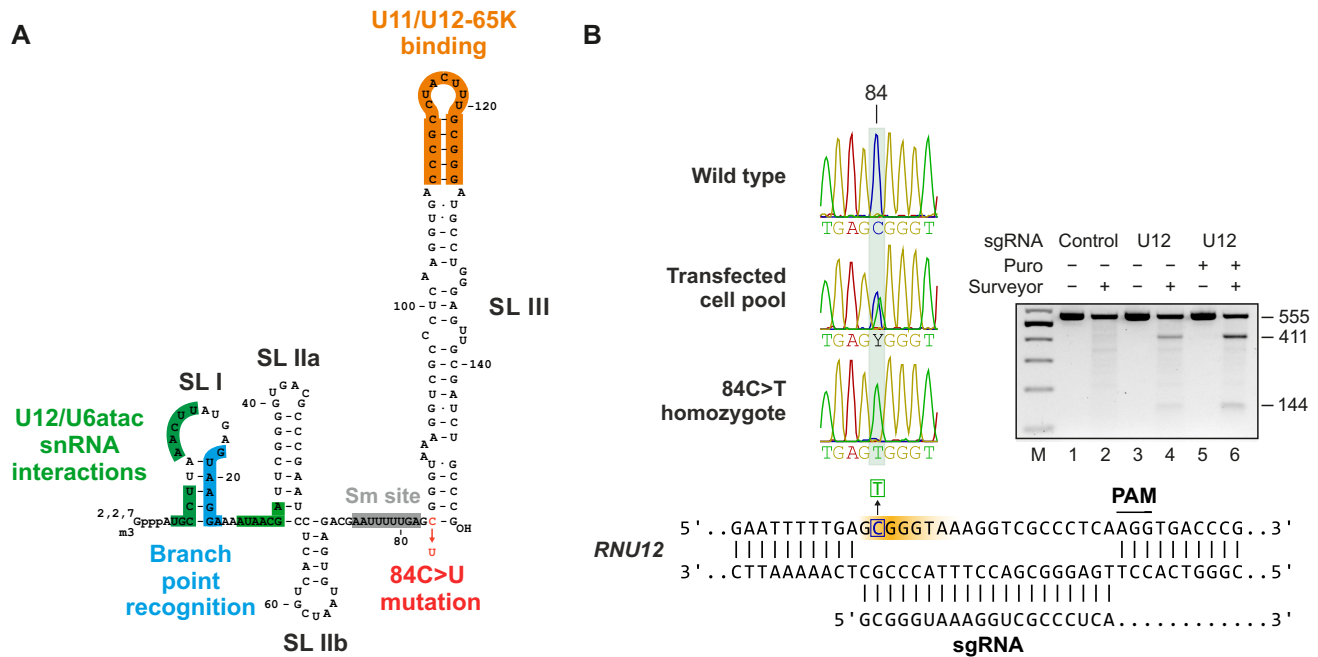 A
U11/U12-65K
binding
120
SL III
100
140
SL IIa
SL I
40
20
U12/U6atac
snRNA
interactions
2,2,7
m3
GpppAUGC
GAAAAUAACG
CC
GACGAAUUUUUGAGC
OH
Sm site
80
U
84C>U
mutation
Branch
point
recognition
60
SL IIb
B
84
Wild type
TGAGCGGGT
Transfected
cell pool
TGAGYGGGT
84C>T
homozygote
TGAGTGGGT
sgRNA Control U12 U12
Puro − − − − + +
Surveyor − + − + − +
555
411
144
M 1 2 3 4 5 6
T
PAM
RNU12
5'..GAATTTTTGAGCGGGTAAAGGTCGCCCTCAAGGTGACCCG..3'
3'..CTTAAAAACTCGCCCATTTCCAGCGGGAGTTCCACTGGGC..5'
5'GCGGGUAAAGGUCGCCCUCA............3'
sgRNA